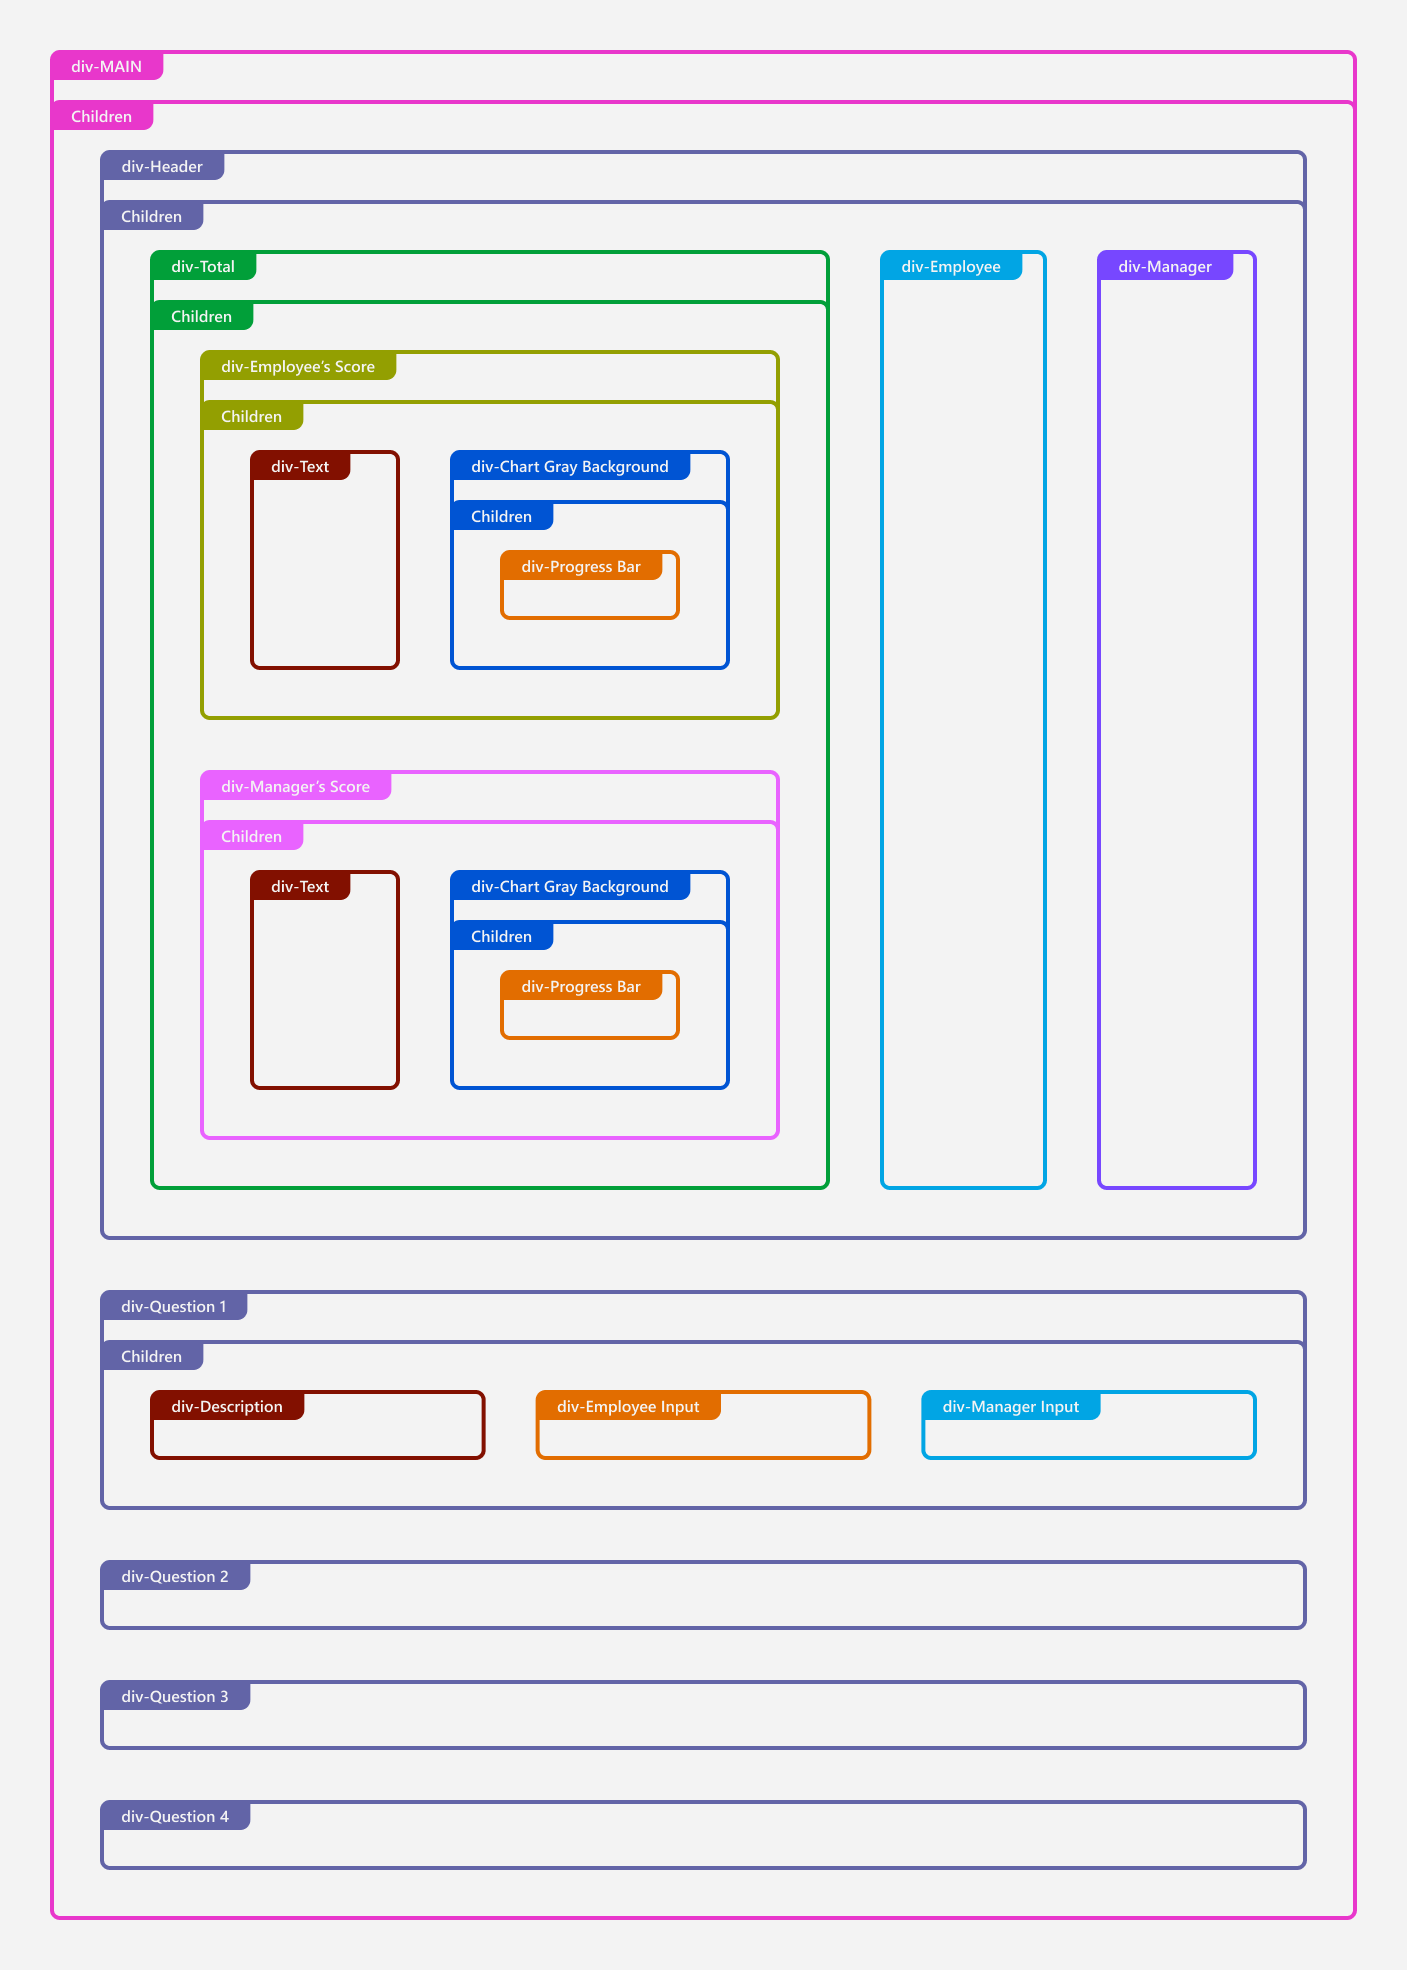 div-MAIN
Children
div-Header
Children
div-Total
div-Employee
div-Manager
Children
div-Employee’s Score
Children
div-Text
div-Chart Gray Background
Children
div-Progress Bar
div-Manager’s Score
Children
div-Text
div-Chart Gray Background
Children
div-Progress Bar
div-Question 1
Children
div-Description
div-Employee Input
div-Manager Input
div-Question 2
div-Question 3
div-Question 4